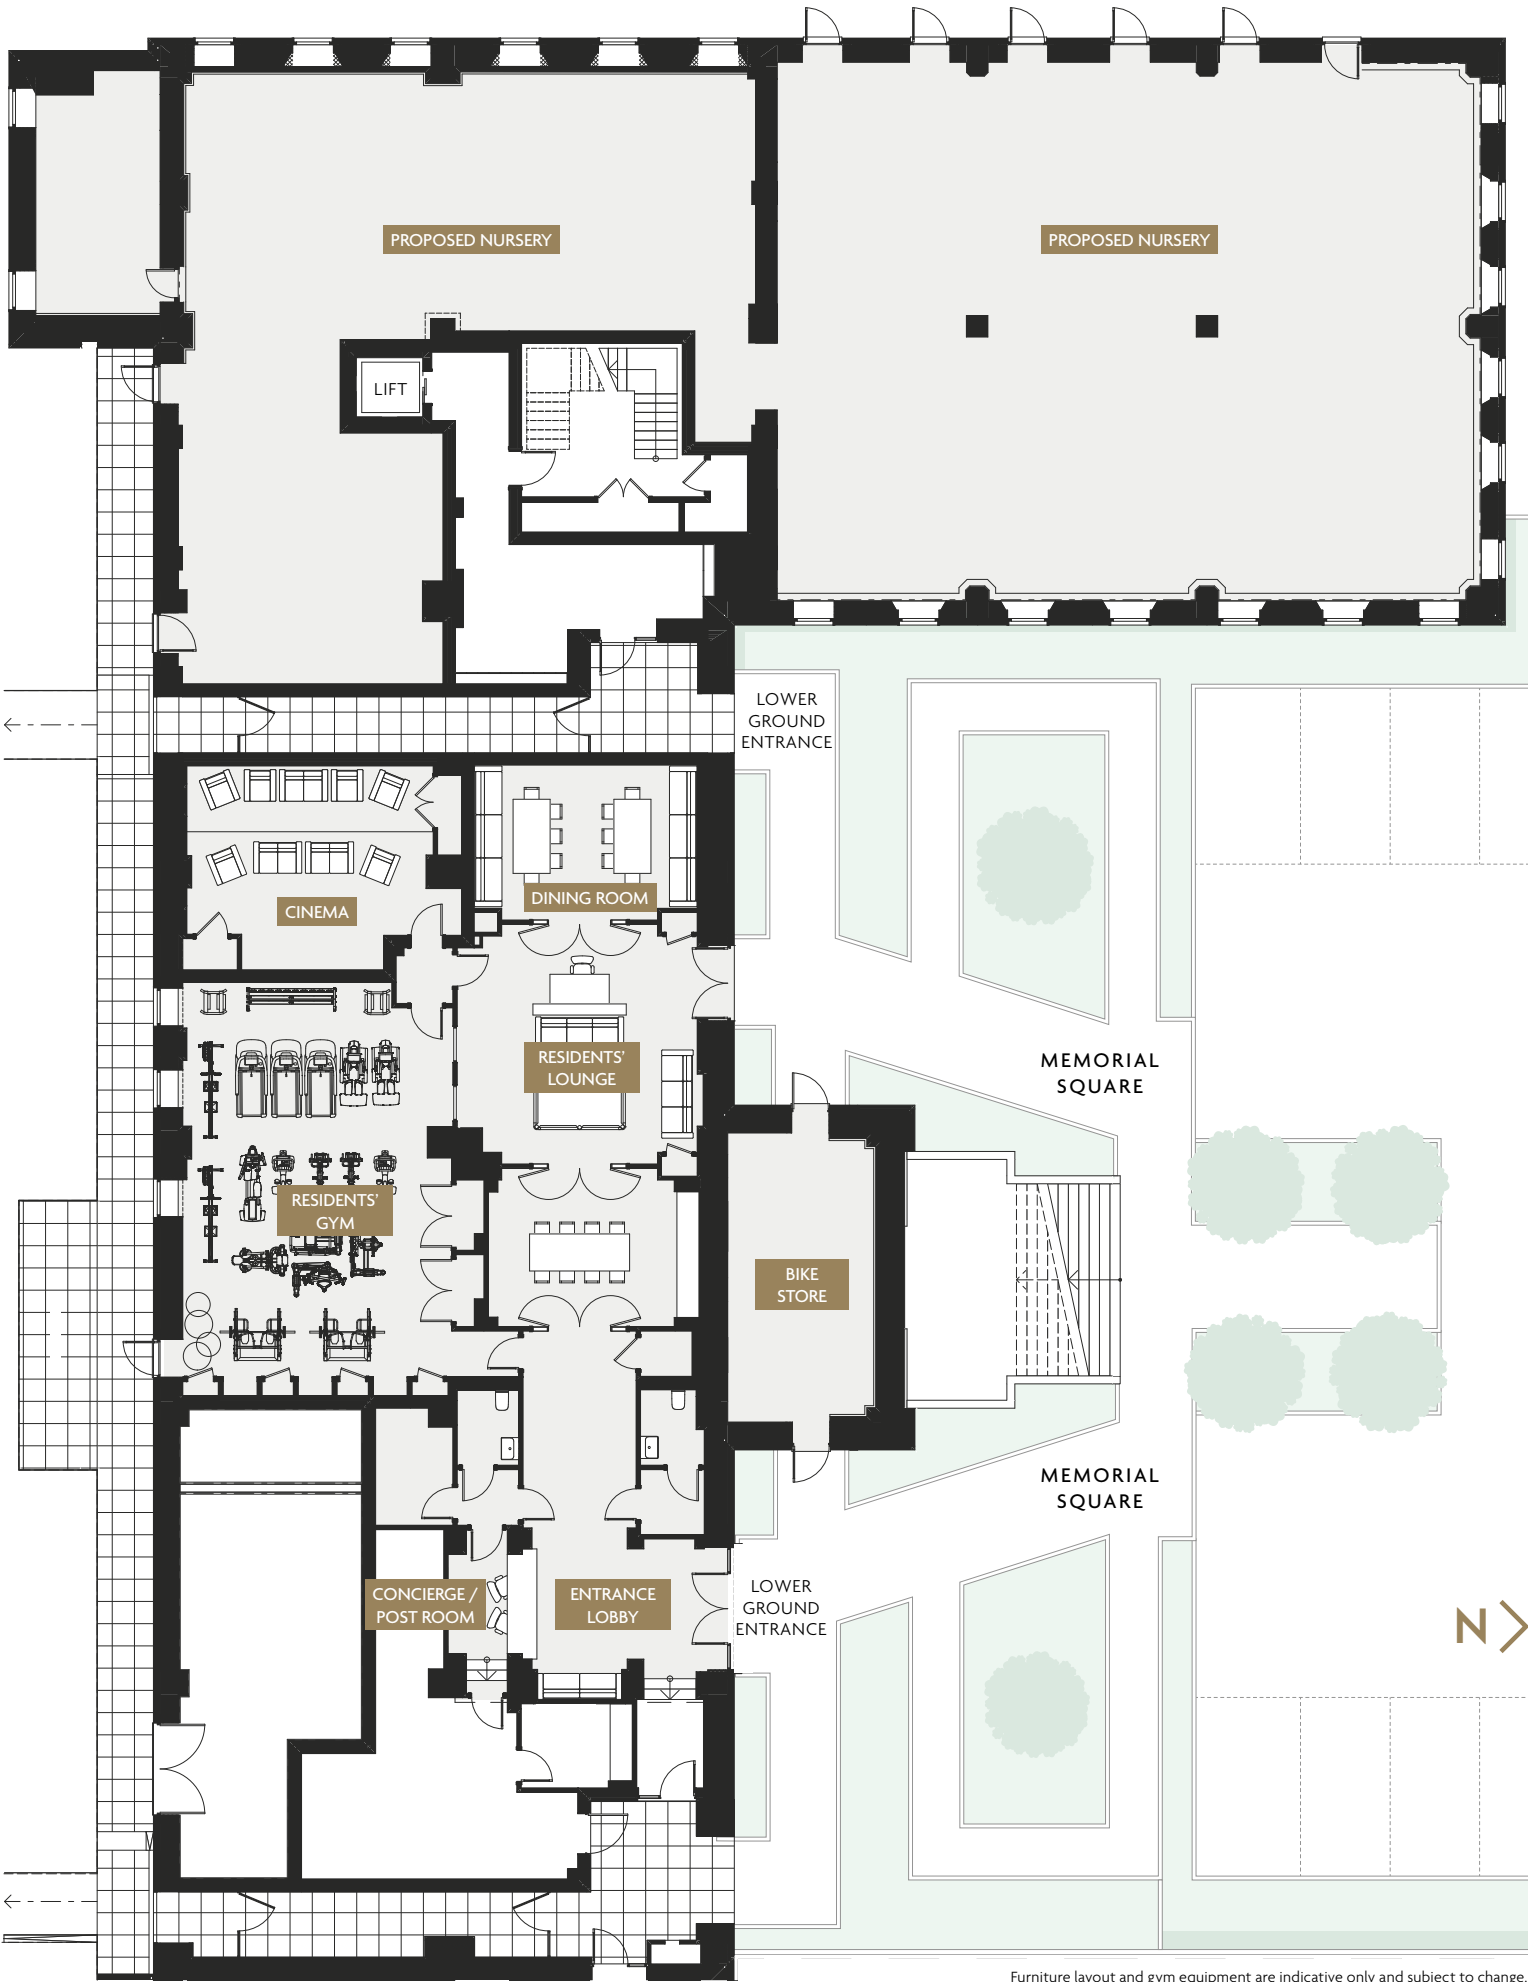 PROPOSED NURSERY
PROPOSED NURSERY
LIFT
LOWER
GROUND
ENTRANCE
CINEMA
DINING ROOM
RESIDENTS'
LOUNGE
MEMORIAL
SQUARE
RESIDENTS'
GYM
BIKE
STORE
MEMORIAL
SQUARE
CONCIERGE /
POST ROOM
ENTRANCE
LOBBY
LOWER
GROUND
ENTRANCE
N
Furniture layout and gym equipment are indicative only and subject to change.